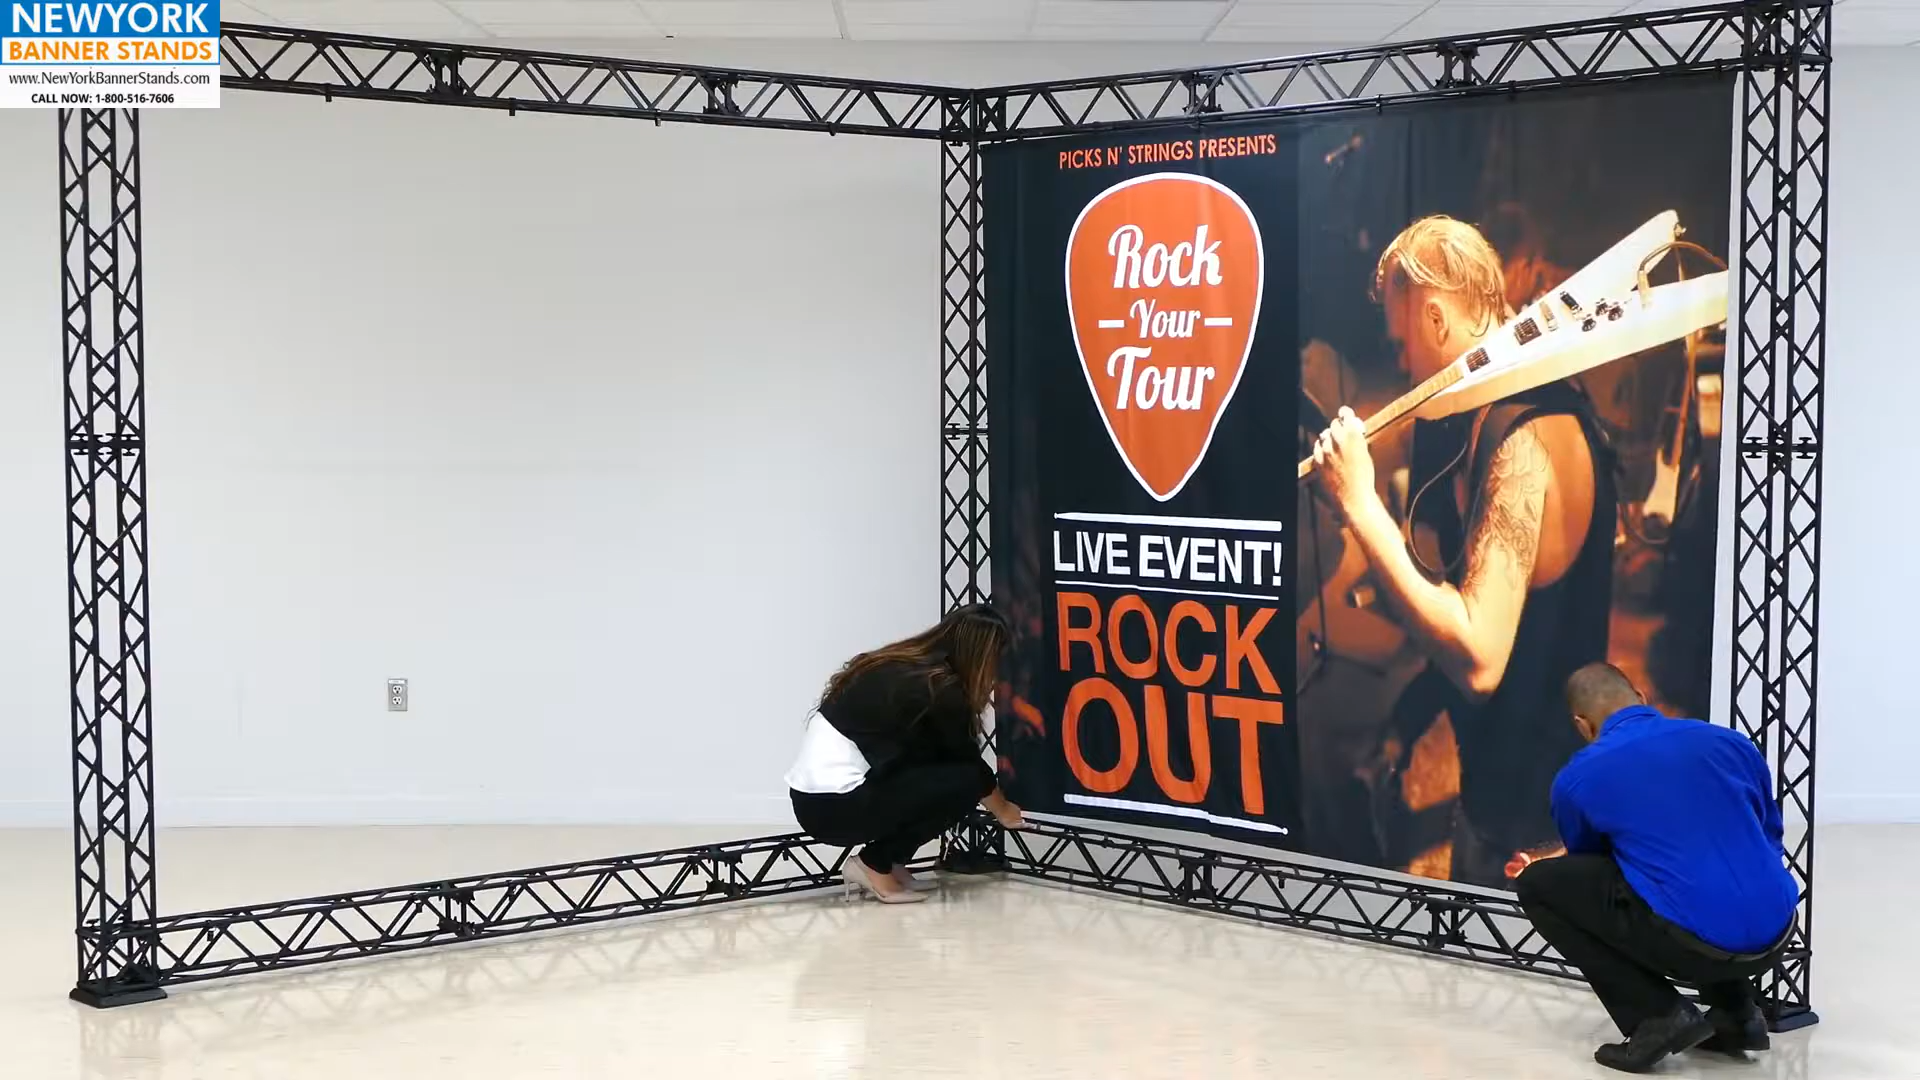 NEWYORK
BANNER STANDS
www.NewYorkBannerStands.com
CALL NOW: 1-800-516-7606
PICKS N' STRINGS PRESENTS
Rock
Your
Tour
LIVE EVENT!
ROCK
OUT